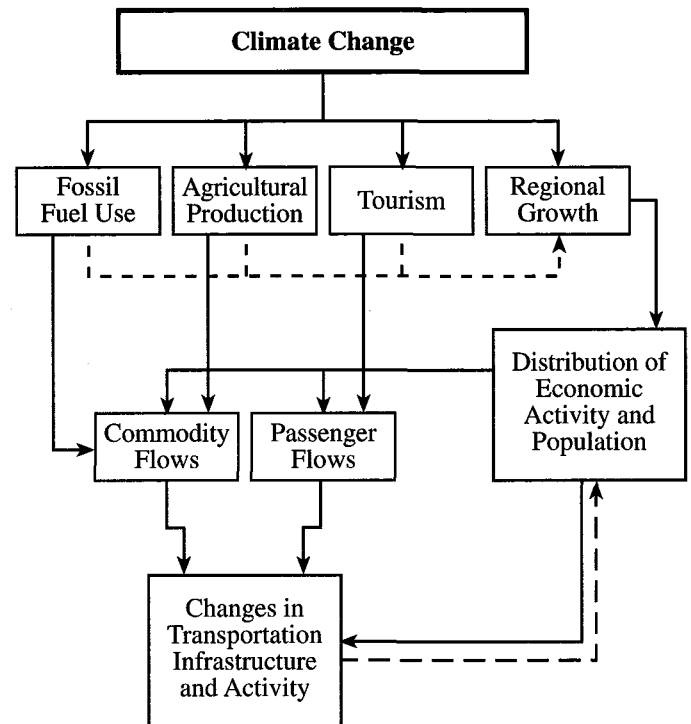 Climate Change
Fossil
Fuel Use
Agricultural
Production
Tourism
Regional
Growth
Distribution of
Economic
Activity and
Population
Commodity
Flows
Passenger
Flows
Changes in
Transportation
Infrastructure
and Activity